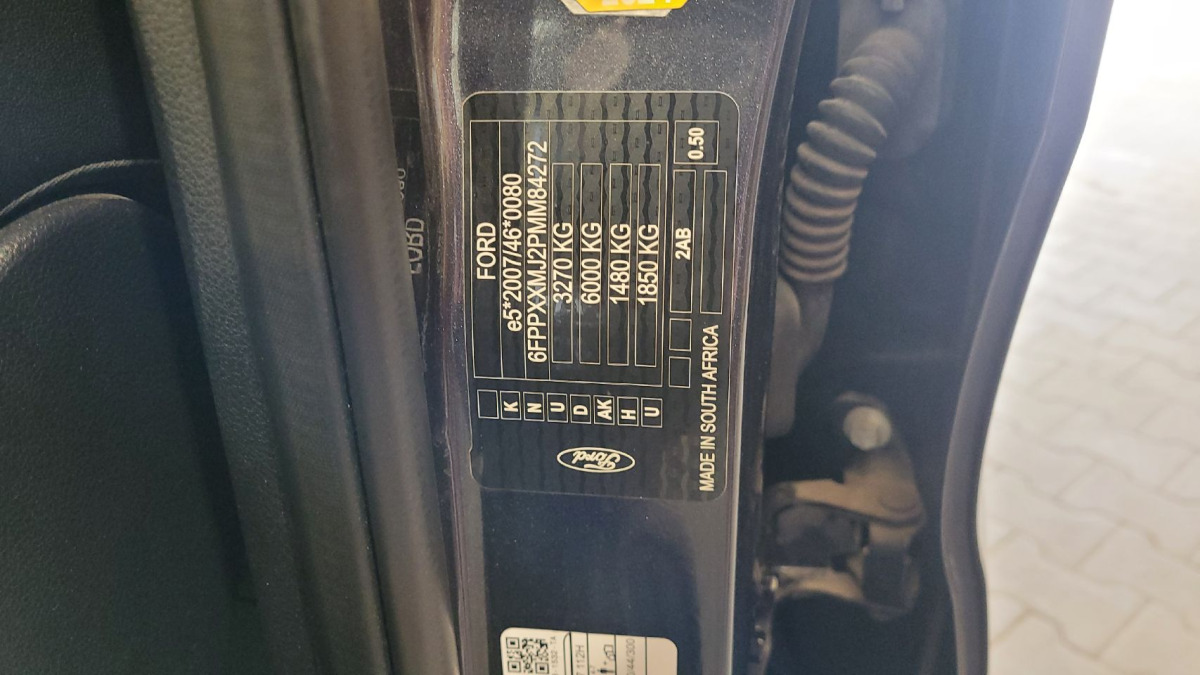 FORD
e5*2007/46*0080
6FPPXXMJ2PMM84272
3270 KG
6000 KG
1480 KG
1850 KG
2AB
0.50
K
N
U
D
AK
H
U
Ford
MADE IN SOUTH AFRICA
112H